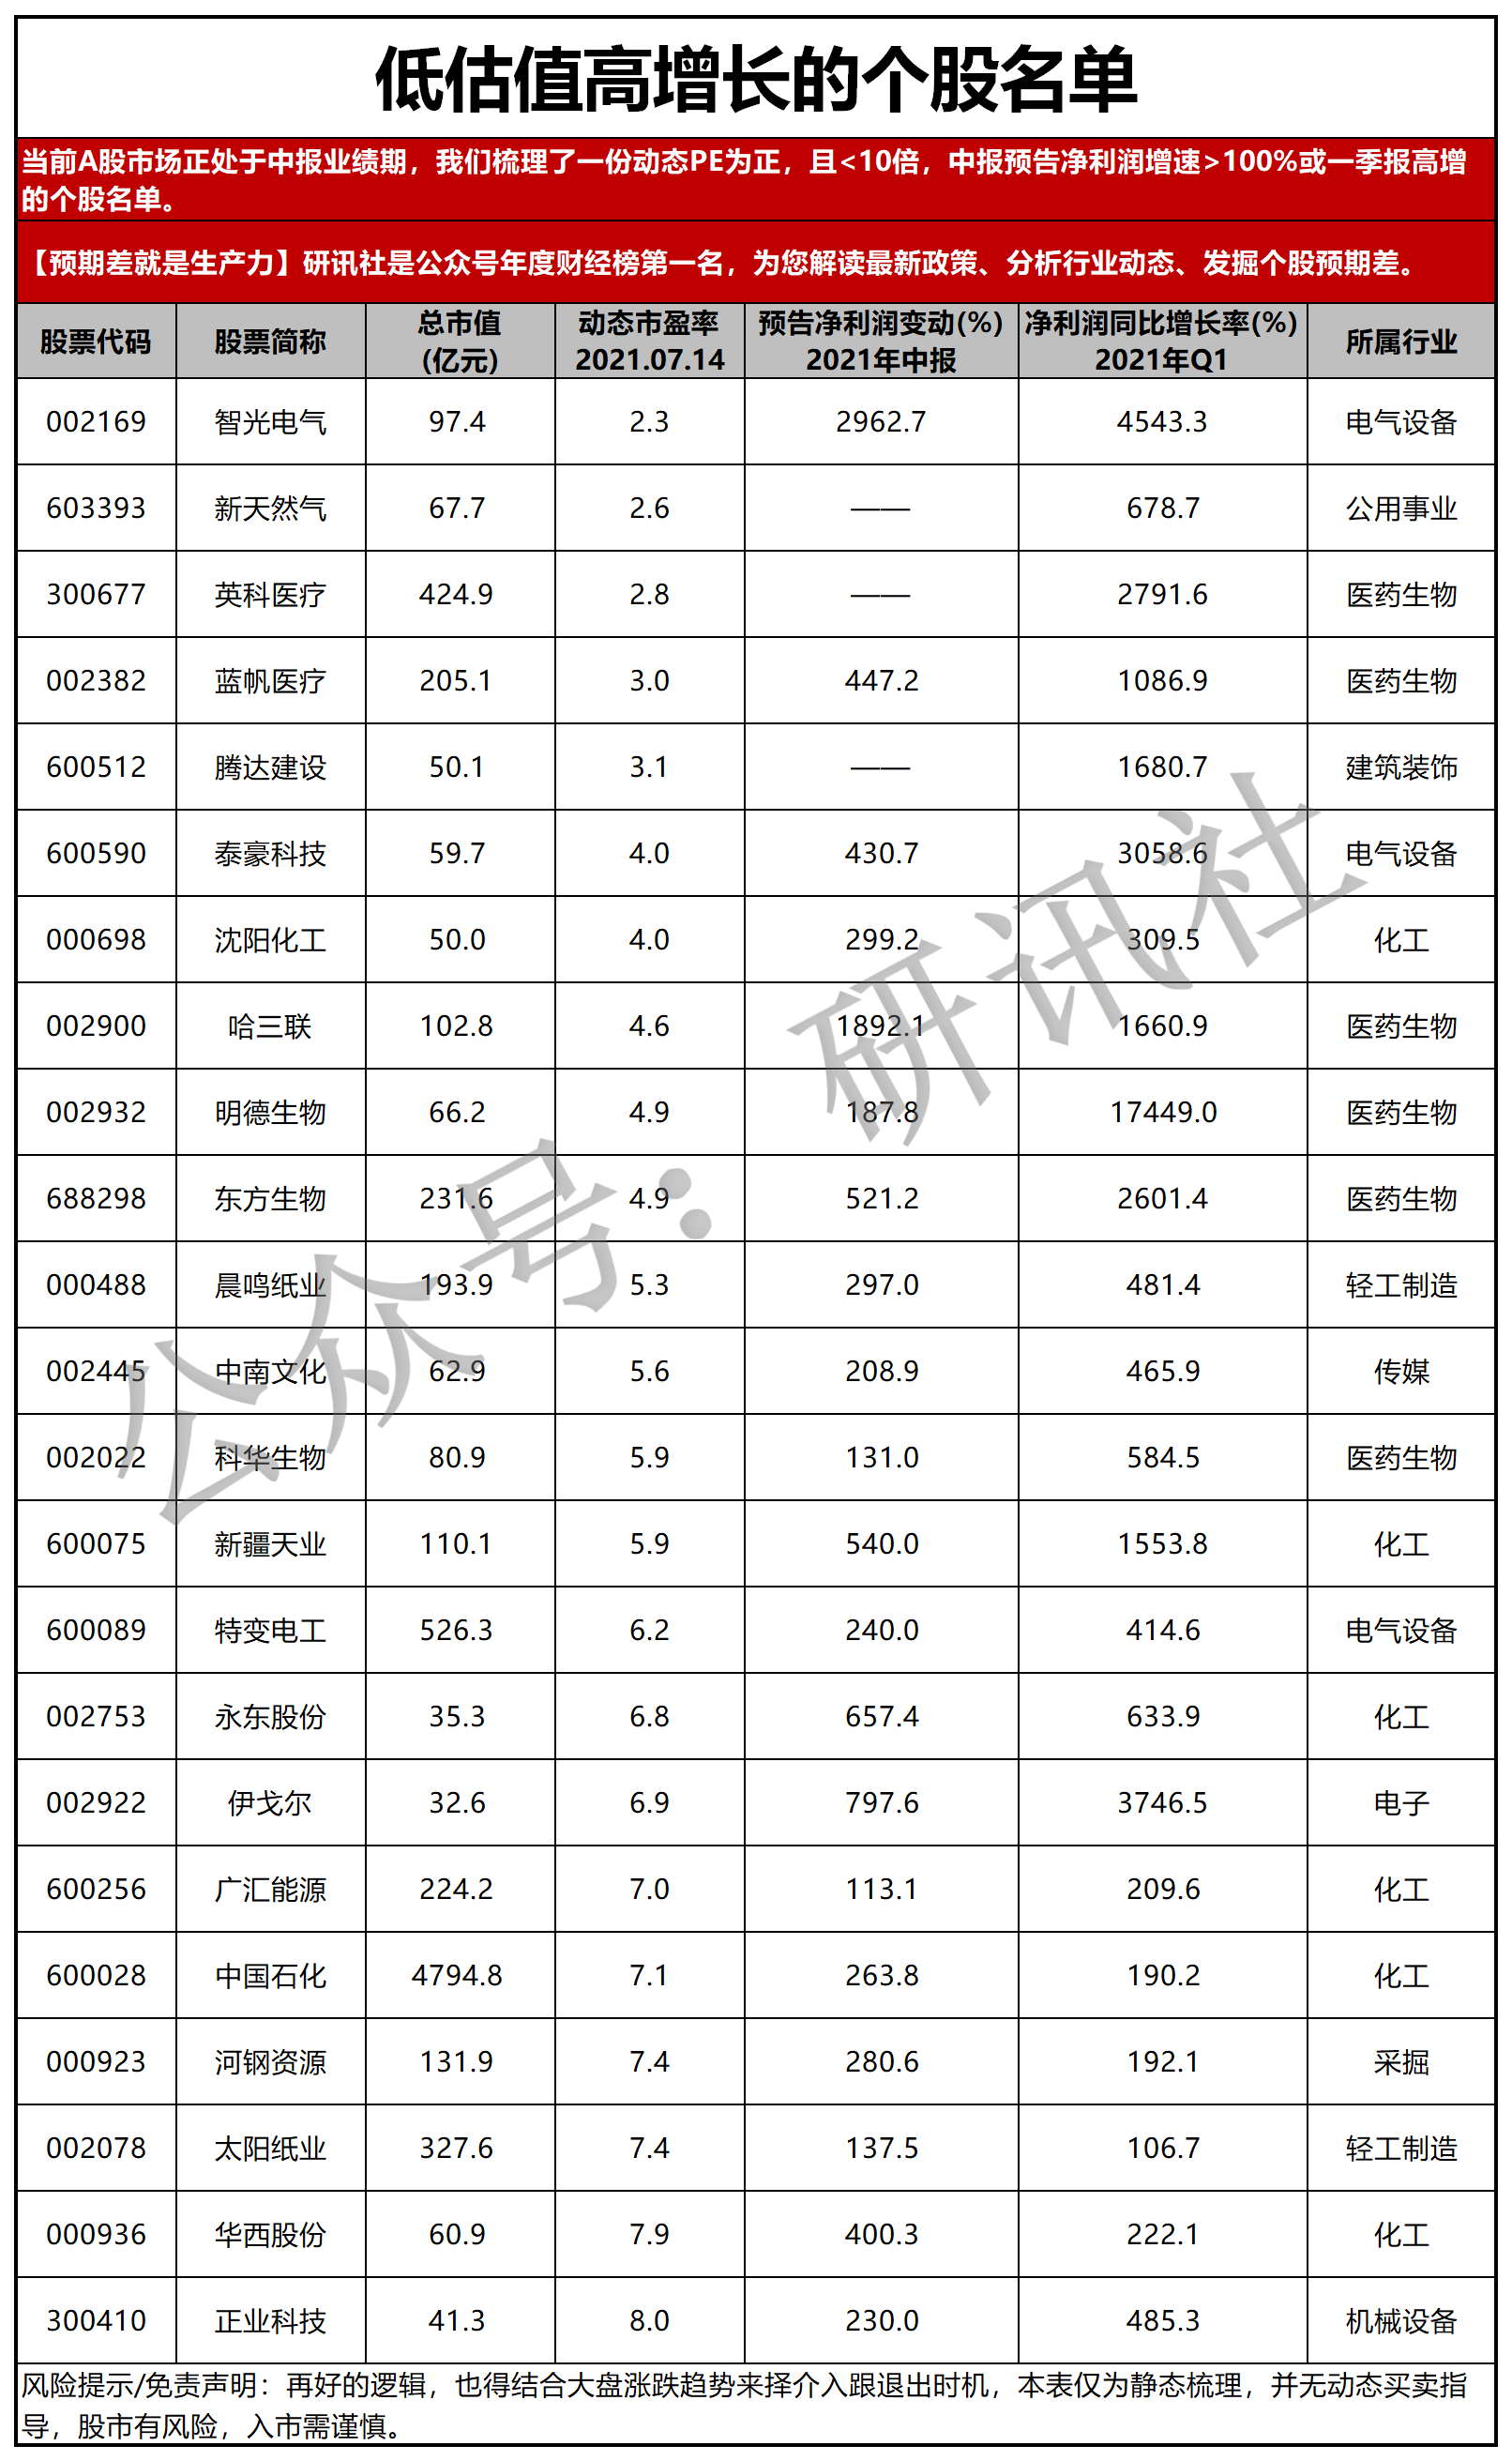 低估值高增长的个股名单
当前A股市场正处于中报业绩期，我们梳理了一份动态PE为正，且<10倍，中报预告净利润增速>100%或一季报高增
的个股名单。
【预期差就是生产力】研讯社是公众号年度财经榜第一名，为您解读最新政策、分析行业动态、发掘个股预期差。
股票代码 股票简称 总市值 动态市盈率 预告净利润变动(%) 净利润同比增长率(%) 所属行业
(亿元) 2021.07.14 2021年中报 2021年Q1
002169 智光电气 97.4 2.3 2962.7 4543.3 电气设备
603393 新天然气 67.7 2.6 —— 678.7 公用事业
300677 英科医疗 424.9 2.8 —— 2791.6 医药生物
002382 蓝帆医疗 205.1 3.0 447.2 1086.9 医药生物
600512 腾达建设 50.1 3.1 —— 1680.7 建筑装饰
600590 泰豪科技 59.7 4.0 430.7 3058.6 电气设备
000698 沈阳化工 50.0 4.0 299.2 309.5 化工
002900 哈三联 102.8 4.6 1892.1 1660.9 医药生物
002932 明德生物 66.2 4.9 187.8 17449.0 医药生物
688298 东方生物 231.6 4.9 521.2 2601.4 医药生物
000488 晨鸣纸业 193.9 5.3 297.0 481.4 轻工制造
002445 中南文化 62.9 5.6 208.9 465.9 传媒
002022 科华生物 80.9 5.9 131.0 584.5 医药生物
600075 新疆天业 110.1 5.9 540.0 1553.8 化工
600089 特变电工 526.3 6.2 240.0 414.6 电气设备
002753 永东股份 35.3 6.8 657.4 633.9 化工
002922 伊戈尔 32.6 6.9 797.6 3746.5 电子
600256 广汇能源 224.2 7.0 113.1 209.6 化工
600028 中国石化 4794.8 7.1 263.8 190.2 化工
000923 河钢资源 131.9 7.4 280.6 192.1 采掘
002078 太阳纸业 327.6 7.4 137.5 106.7 轻工制造
000936 华西股份 60.9 7.9 400.3 222.1 化工
300410 正业科技 41.3 8.0 230.0 485.3 机械设备
风险提示/免责声明：再好的逻辑，也得结合大盘涨跌趋势来择介入跟退出时机，本表仅为静态梳理，并无动态买卖指
导，股市有风险，入市需谨慎。
公众号：研讯社